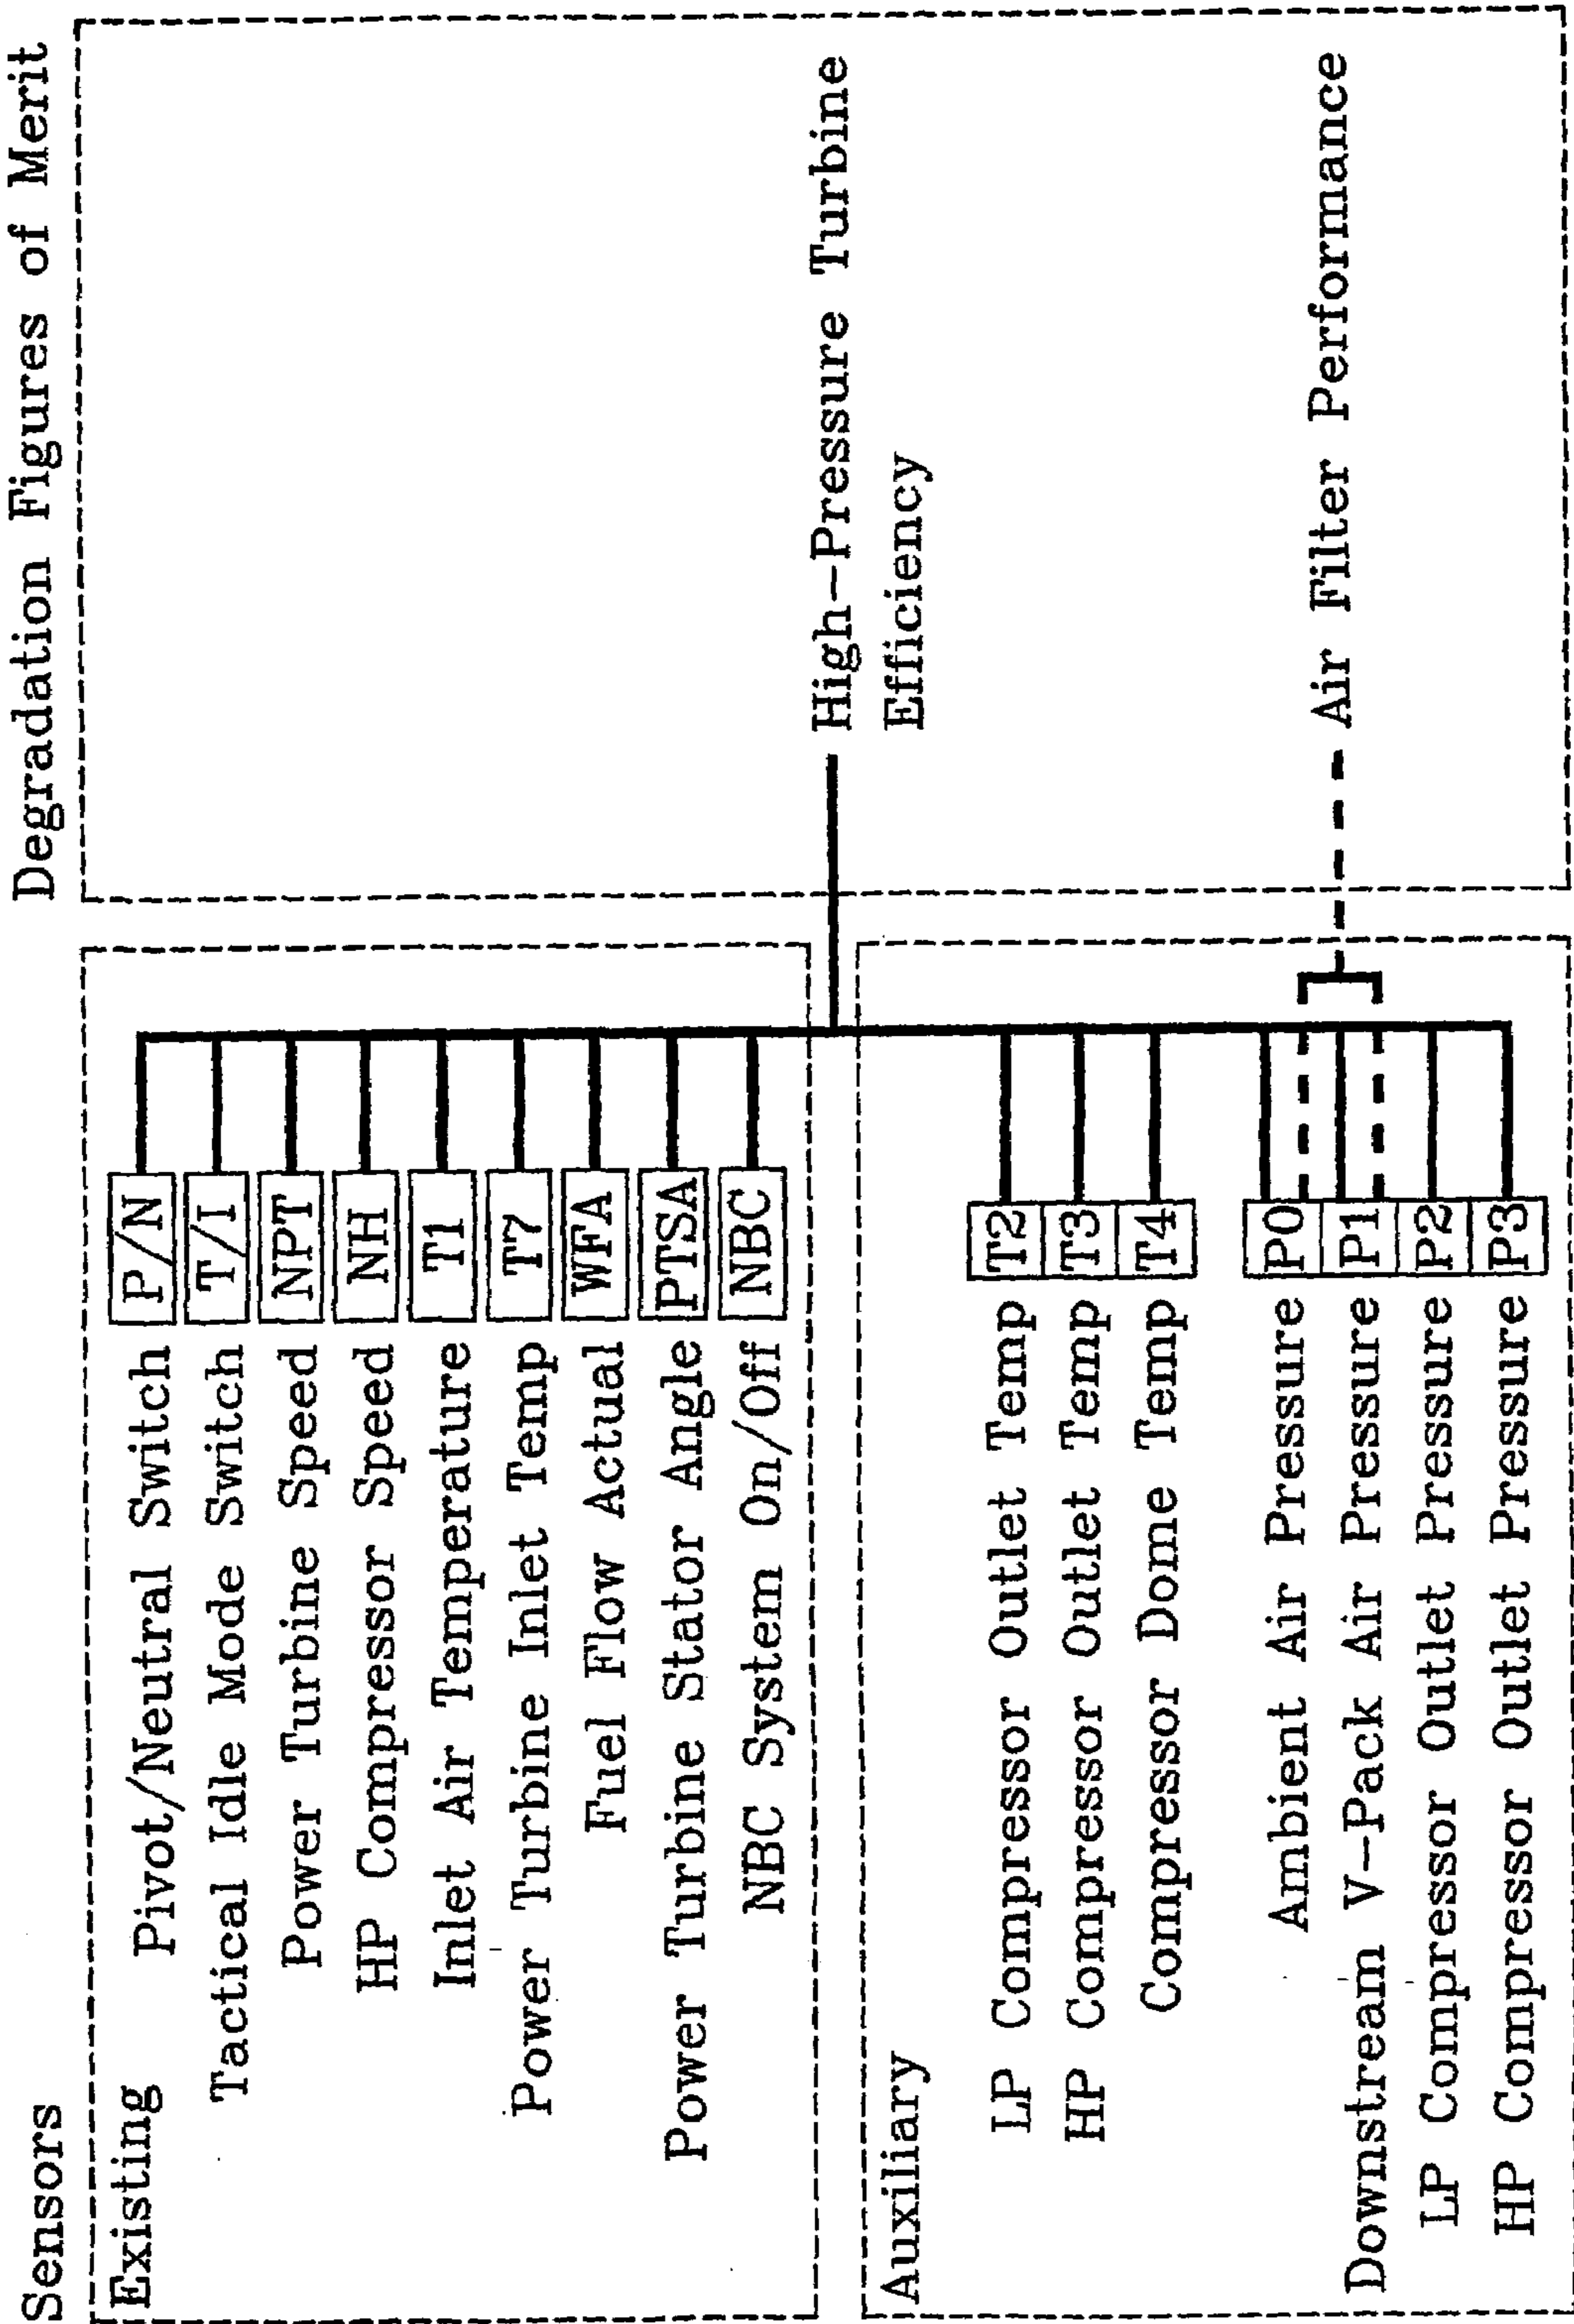 Sensors
Existing
Pivot/Neutral Switch P/N
Tactical Idle Mode Switch T/I
Power Turbine Speed NPT
HP Compressor Speed NH
Inlet Air Temperature T1
Power Turbine Inlet Temp T7
Fuel Flow Actual WFA
Power Turbine Stator Angle PTSA
NBC System On/Off NBC
Auxiliary
LP Compressor Outlet Temp T2
HP Compressor Outlet Temp T3
Compressor Dome Temp T4
Ambient Air Pressure P0
Downstream V-Pack Air Pressure P1
LP Compressor Outlet Pressure P2
HP Compressor Outlet Pressure P3
Degradation Figures of Merit
High-Pressure Turbine
Efficiency
Air Filter Performance